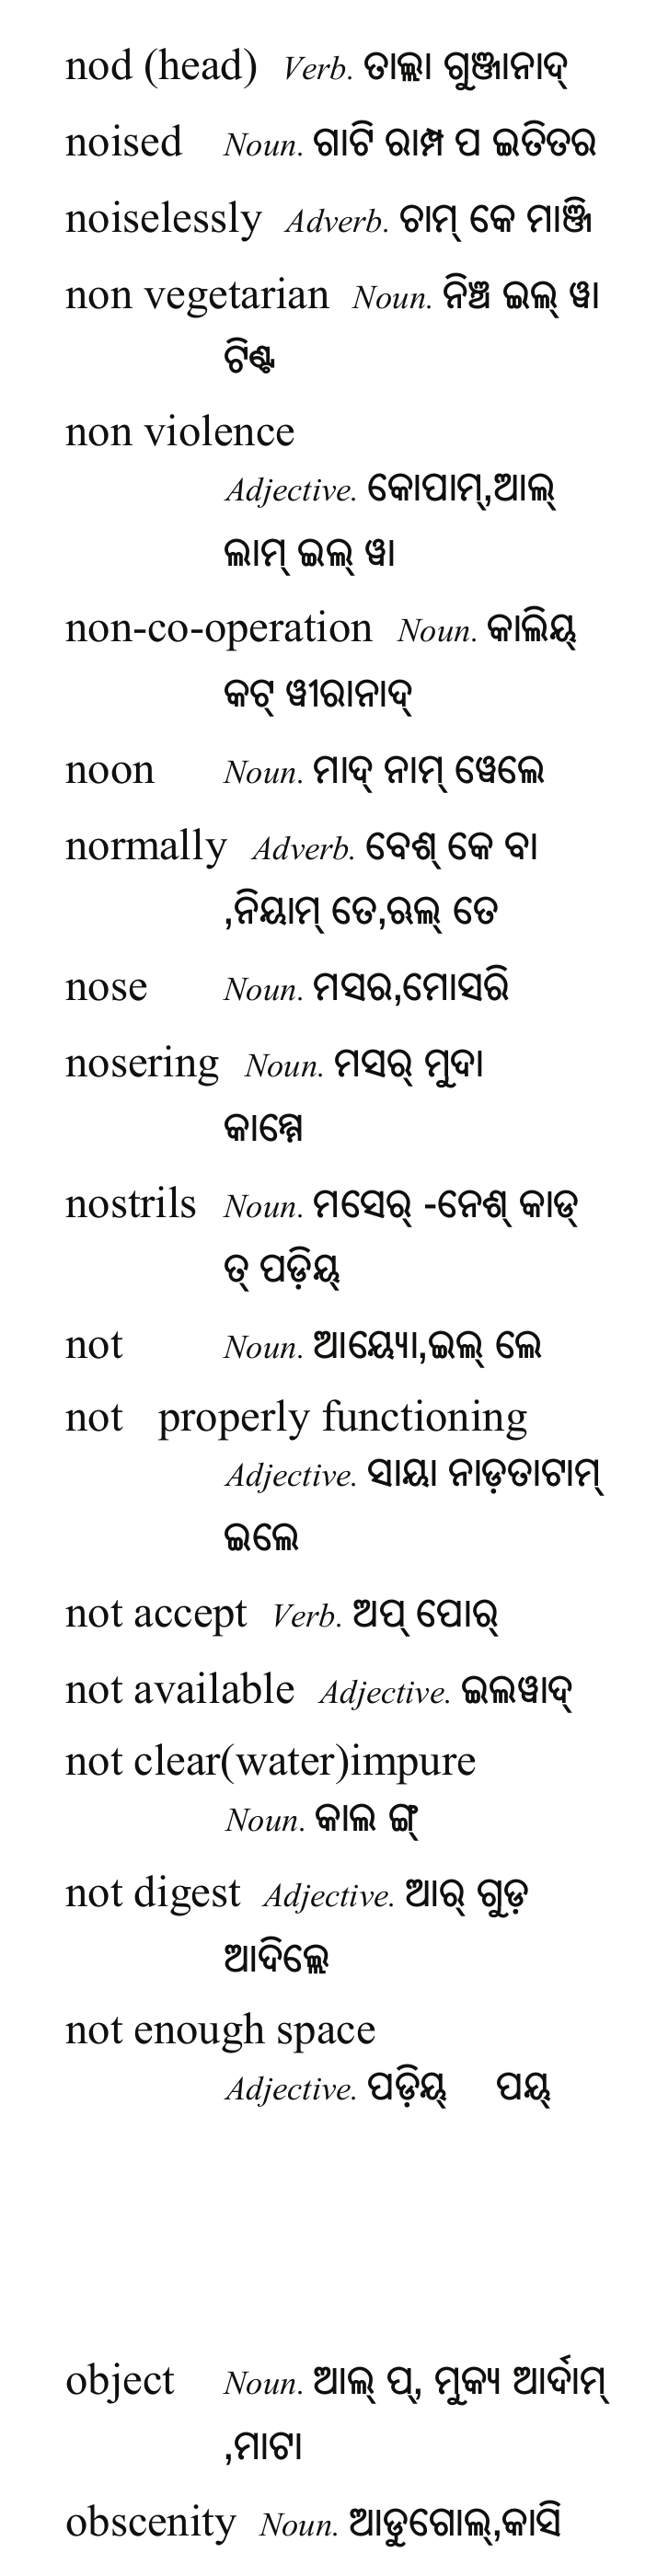 nod (head) Verb. ତାଲ୍ଲା ଗୁଞ୍ଜାନାଦ୍
noised Noun. ଗାଟି ରାମ୍ପ ପ ଇତିତର
noiselessly Adverb. ଚାମ୍ କେ ମାଞ୍ଜି
non vegetarian Noun. ନିଞ୍ଚ ଇଲ୍ ୱା
ଟିଣ୍ଟ
non violence
Adjective. କୋପାମ୍,ଆଲ୍
ଲାମ୍ ଇଲ୍ ୱା
non-co-operation Noun. କାଲିୟ୍
କଟ୍ ୱୀରାନାଦ୍
noon Noun. ମାଦ୍ ନାମ୍ ୱେଲେ
normally Adverb. ବେଶ୍ କେ ବା
,ନିୟାମ୍ ତେ,ଋଲ୍ ତେ
nose Noun. ମସର,ମୋସରି
nosering Noun. ମସର୍ ମୁଦା
କାମ୍ମେ
nostrils Noun. ମସେର୍ -ନେଶ୍ କାଡ୍
ତ୍ ପଡ଼ିୟ୍
not Noun. ଆୟ୍ୟୋ,ଇଲ୍ ଲେ
not properly functioning
Adjective. ସାୟା ନାଡ଼ତାଟାମ୍
ଇଲେ
not accept Verb. ଅପ୍ ପୋର୍
not available Adjective. ଇଲୱାଦ୍
not clear(water)impure
Noun. କାଲ ଙ୍ଗ୍
not digest Adjective. ଆର୍ ଗୁଡ଼
ଆଦିଲ୍ଲେ
not enough space
Adjective. ପଡ଼ିୟ୍ ପୟ୍
object Noun. ଆଲ୍ ପ୍, ମୁକ୍ୟ ଆର୍ଦାମ୍
,ମାଟା
obscenity Noun. ଆଡୁଗୋଲ୍,କାସି